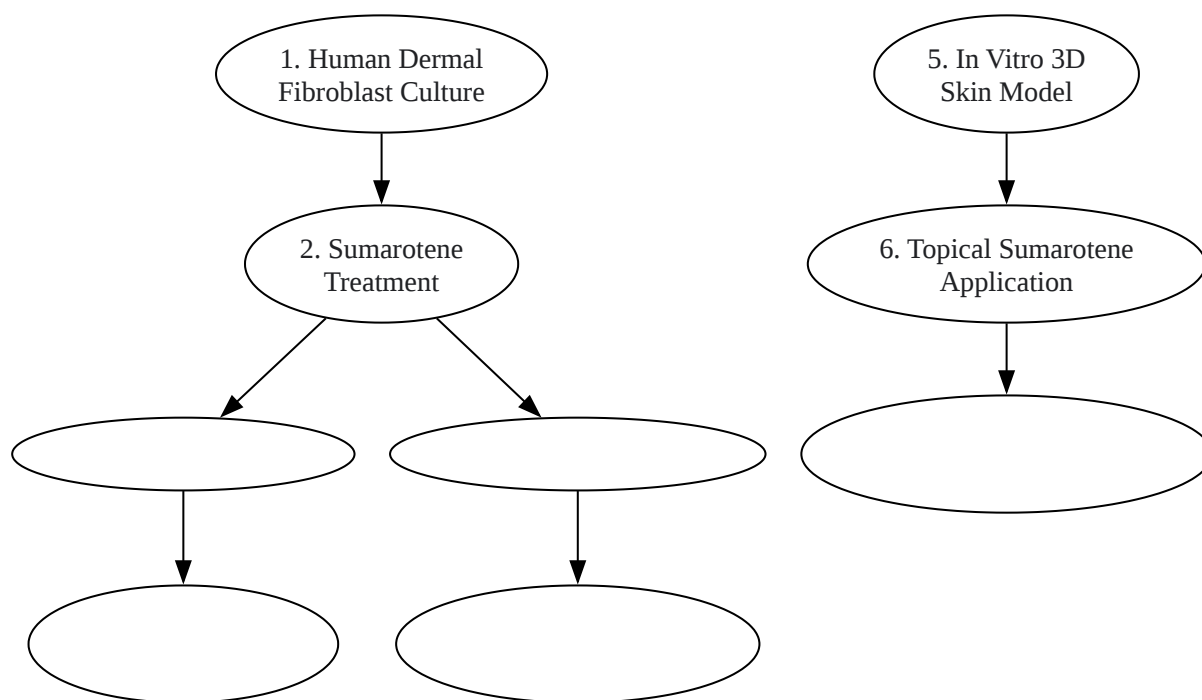 1. Human Dermal
Fibroblast Culture
5. In Vitro 3D
Skin Model
2. Sumarotene
Treatment
6. Topical Sumarotene
Application